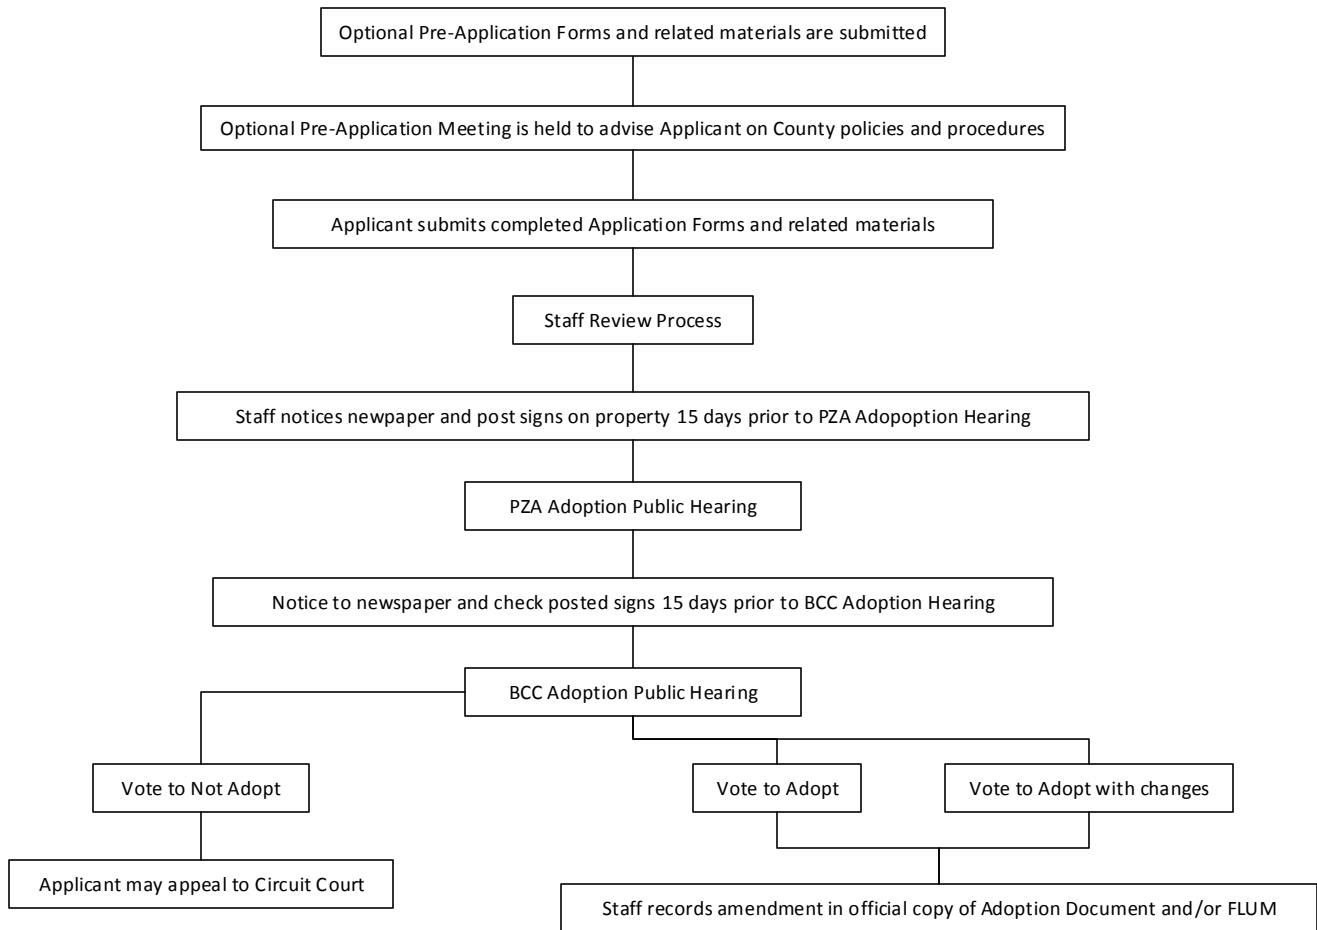 Optional Pre-Application Forms and related materials are submitted
Optional Pre-Application Meeting is held to advise Applicant on County policies and procedures
Applicant submits completed Application Forms and related materials
Staff Review Process
Staff notices newpaper and post signs on property 15 days prior to PZA Adopoption Hearing
PZA Adoption Public Hearing
Notice to newspaper and check posted signs 15 days prior to BCC Adoption Hearing
BCC Adoption Public Hearing
Vote to Not Adopt
Vote to Adopt
Vote to Adopt with changes
Applicant may appeal to Circuit Court
Staff records amendment in official copy of Adoption Document and/or FLUM